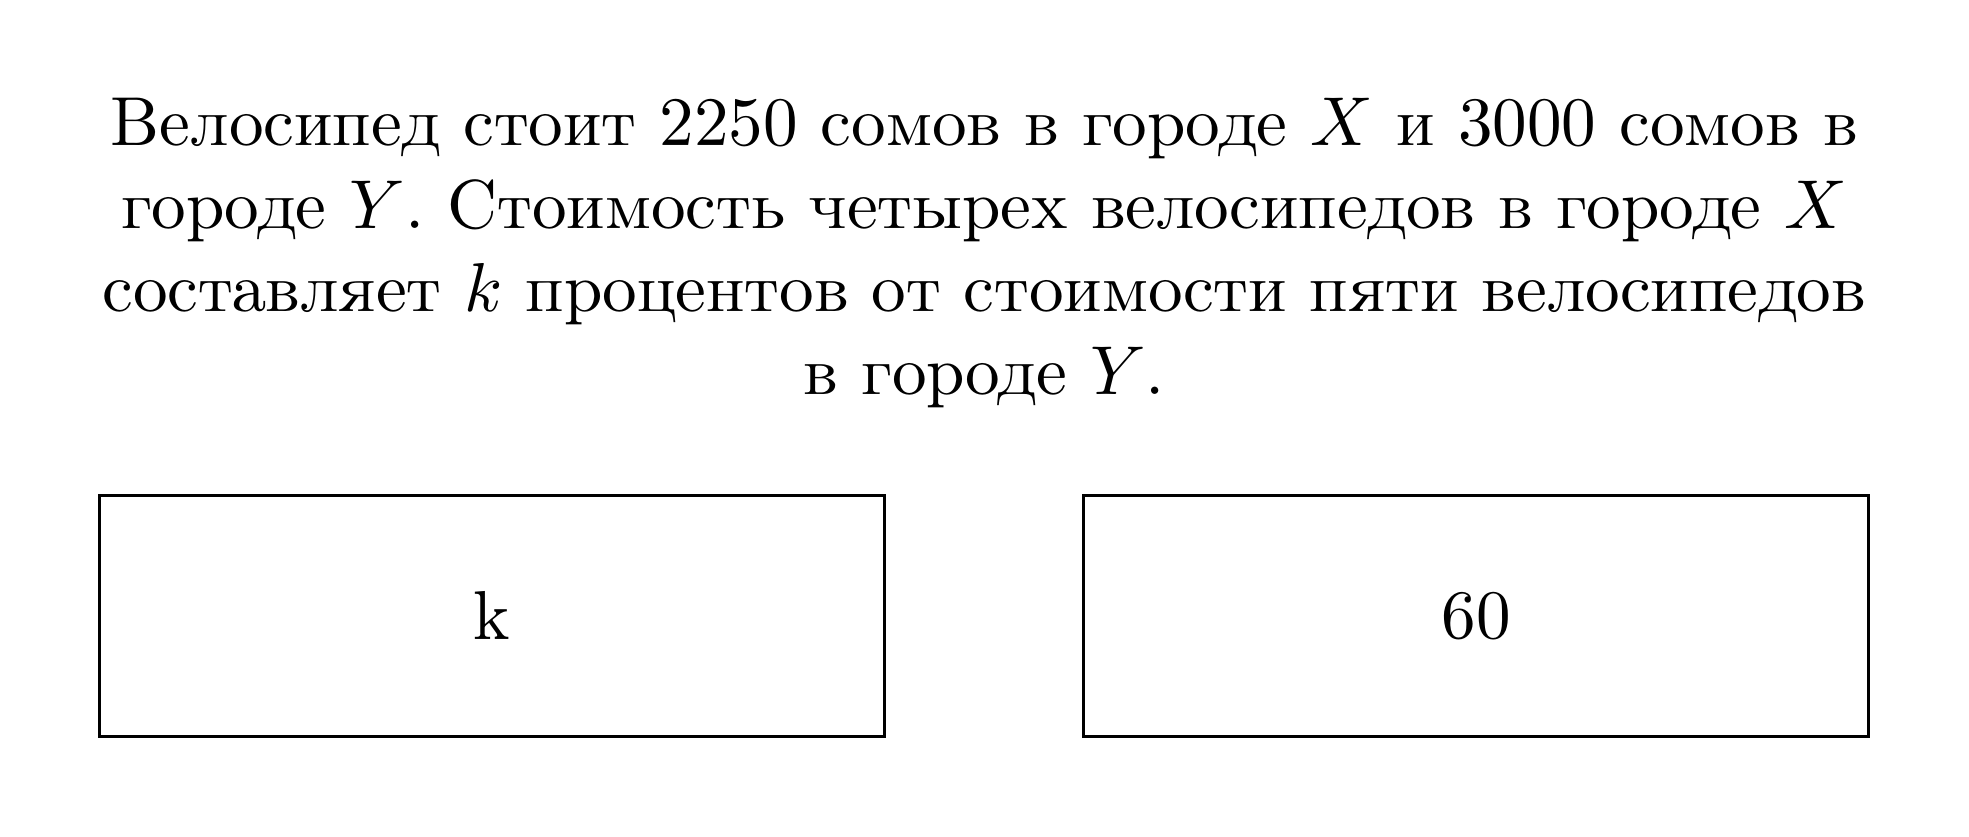 Велосипед стоит 2250 сомов в городе X и 3000 сомов в
городе Y. Стоимость четырех велосипедов в городе X
составляет k процентов от стоимости пяти велосипедов
в городе Y.
k
60